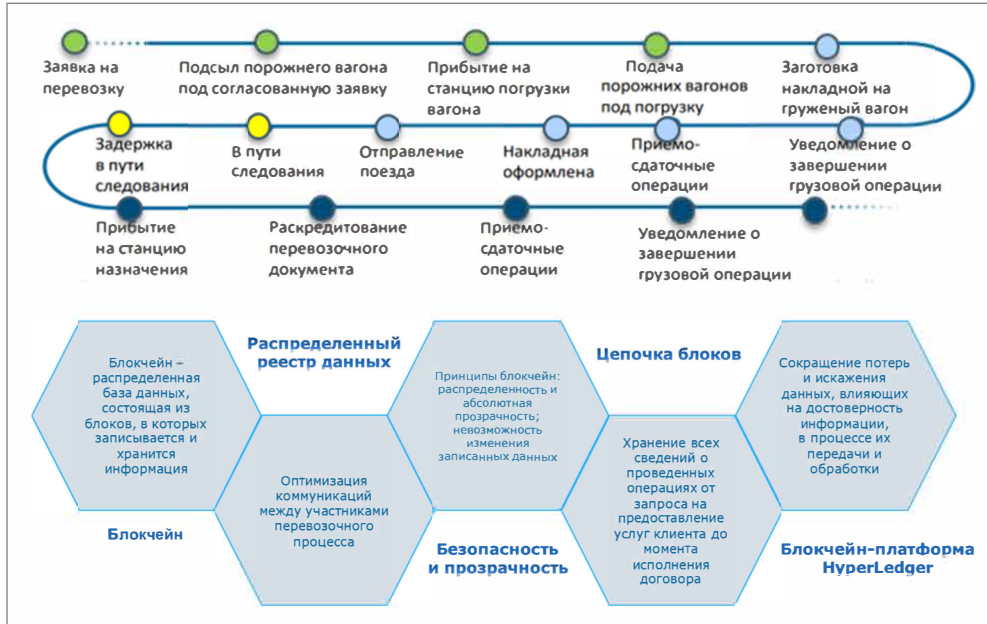 Заявка на
перевозку
Подсыл порожнего вагона
под согласованную заявку
Прибытие на
станцию погрузки
вагона
Подача
порожних вагонов
под погрузку
Заготовка
накладной на
груженый вагон
Задержка
в пути
следования
В пути
следования
Отправление
поезда
Накладная
оформлена
Приемо-
сдаточные
операции
Уведомление о
завершении
грузовой операции
Прибытие
на станцию
назначения
Раскредитование
перевозочного
документа
Приемо-
сдаточные
операции
Уведомление о
завершении
грузовой операции
Блокчейн –
распределенная
база данных,
состоящая из
блоков, в которых
записывается и
хранится
информация
Блокчейн
Распределенный
реестр данных
Оптимизация
коммуникаций
между участниками
перевозочного
процесса
Принципы блокчейн:
распределенность и
абсолютная
прозрачность;
невозможность
изменения
записанных данных
Безопасность
и прозрачность
Цепочка блоков
Хранение всех
сведений о
проведенных
операциях от
запроса на
предоставление
услуг клиента до
момента
исполнения
договора
Сокращение потерь
и искажения
данных, влияющих
на достоверность
информации,
в процессе их
передачи и
обработки
Блокчейн-платформа
HyperLedger